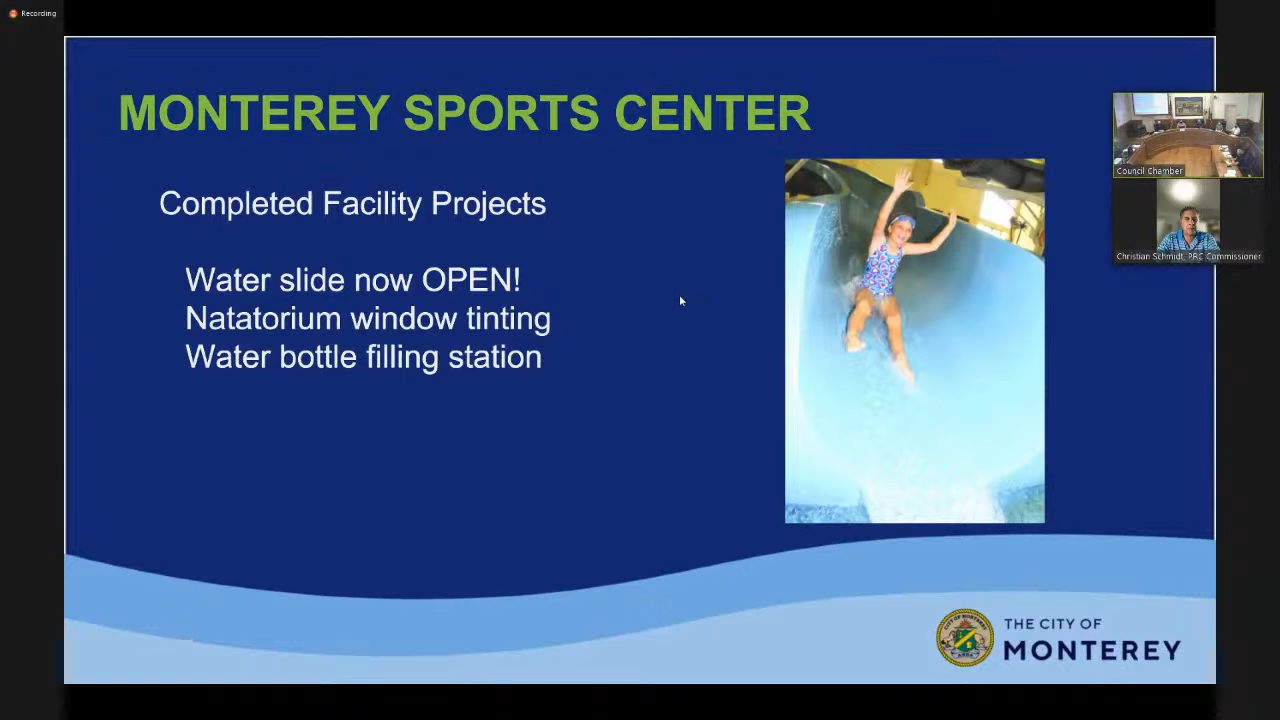 Recording
MONTEREY SPORTS CENTER
Completed Facility Projects
Water slide now OPEN!
Natatorium window tinting
Water bottle filling station
Council Chamber
Christian Schmidt, PRC Commissioner
THE CITY OF
MONTEREY